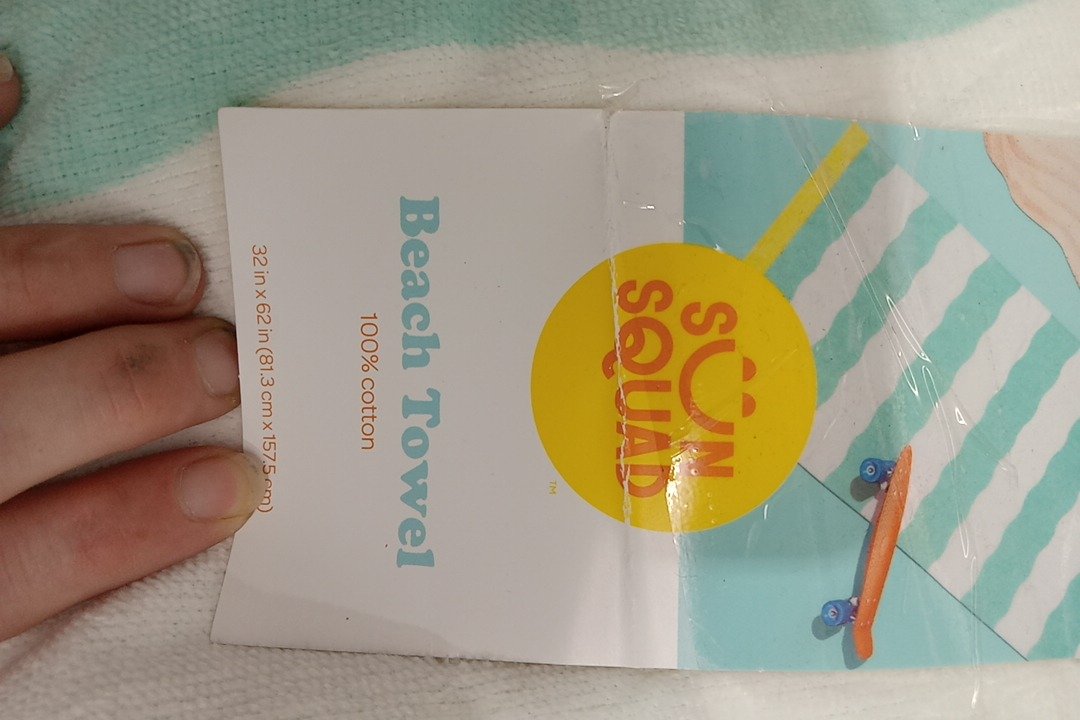 SUN
SQUAD
TM
Beach Towel
100% cotton
32 in x 62 in (81.3 cm x 157.5 cm)